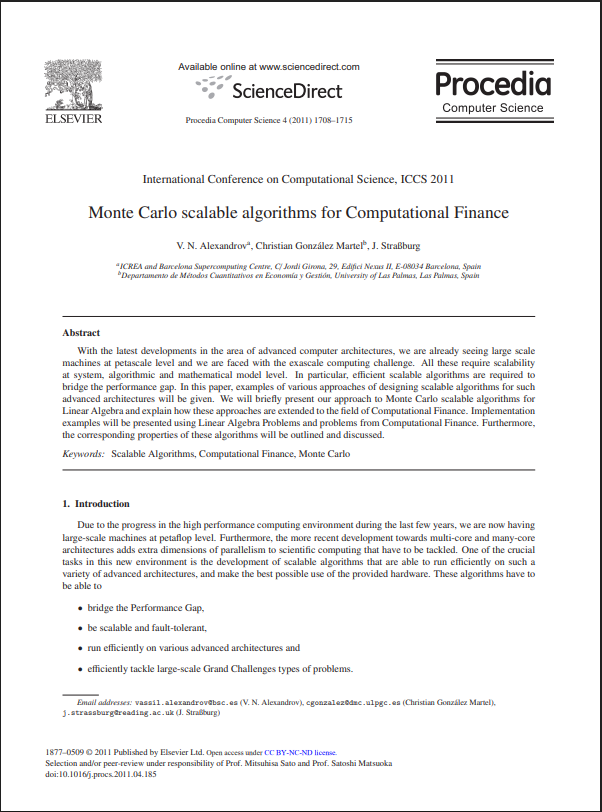 Available online at www.sciencedirect.com
ELSEVIER
ScienceDirect
Procedia
Computer Science
Procedia Computer Science 4 (2011) 1708–1715
International Conference on Computational Science, ICCS 2011
Monte Carlo scalable algorithms for Computational Finance
V. N. Alexandrovᵃ, Christian González Martelᵇ, J. Straßburg
ᵃICREA and Barcelona Supercomputing Centre, C/ Jordi Girona, 29, Edifici Nexus II, E-08034 Barcelona, Spain
ᵇDepartamento de Métodos Cuantitativos en Economía y Gestión, University of Las Palmas, Las Palmas, Spain
Abstract
With the latest developments in the area of advanced computer architectures, we are already seeing large scale
machines at petascale level and we are faced with the exascale computing challenge. All these require scalability
at system, algorithmic and mathematical model level. In particular, efficient scalable algorithms are required to
bridge the performance gap. In this paper, examples of various approaches of designing scalable algorithms for such
advanced architectures will be given. We will briefly present our approach to Monte Carlo scalable algorithms for
Linear Algebra and explain how these approaches are extended to the field of Computational Finance. Implementation
examples will be presented using Linear Algebra Problems and problems from Computational Finance. Furthermore,
the corresponding properties of these algorithms will be outlined and discussed.
Keywords: Scalable Algorithms, Computational Finance, Monte Carlo
1. Introduction
Due to the progress in the high performance computing environment during the last few years, we are now having
large-scale machines at petaflop level. Furthermore, the more recent development towards multi-core and many-core
architectures adds extra dimensions of parallelism to scientific computing that have to be tackled. One of the crucial
tasks in this new environment is the development of scalable algorithms that are able to run efficiently on such a
variety of advanced architectures, and make the best possible use of the provided hardware. These algorithms have to
be able to
• bridge the Performance Gap,
• be scalable and fault-tolerant,
• run efficiently on various advanced architectures and
• efficiently tackle large-scale Grand Challenges types of problems.
Email addresses: vassil.alexandrov@bsc.es (V. N. Alexandrov), cgonzalez@dmc.ulpgc.es (Christian González Martel),
j.strassburg@reading.ac.uk (J. Straßburg)
1877–0509 © 2011 Published by Elsevier Ltd. Open access under CC BY-NC-ND license.
Selection and/or peer-review under responsibility of Prof. Mitsuhisa Sato and Prof. Satoshi Matsuoka
doi:10.1016/j.procs.2011.04.185